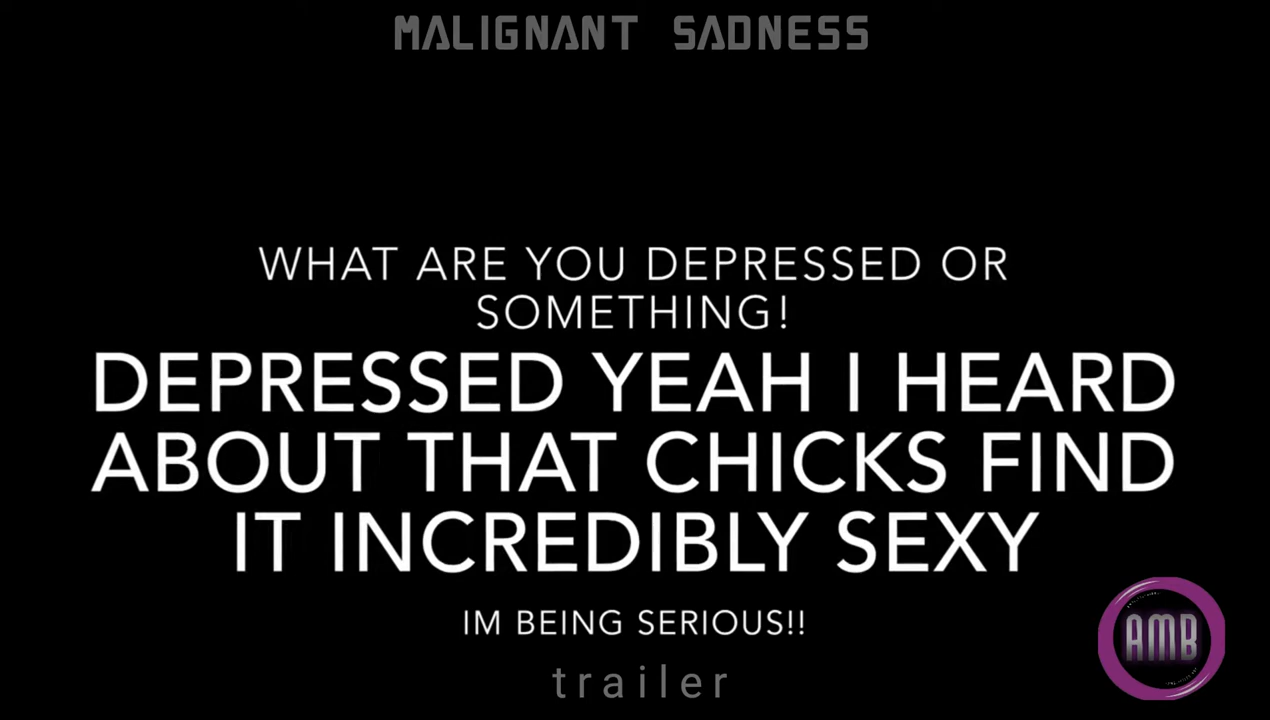 MALIGNANT SADNESS
WHAT ARE YOU DEPRESSED OR
SOMETHING!
DEPRESSED YEAH I HEARD
ABOUT THAT CHICKS FIND
IT INCREDIBLY SEXY
IM BEING SERIOUS!!
AMB
trailer